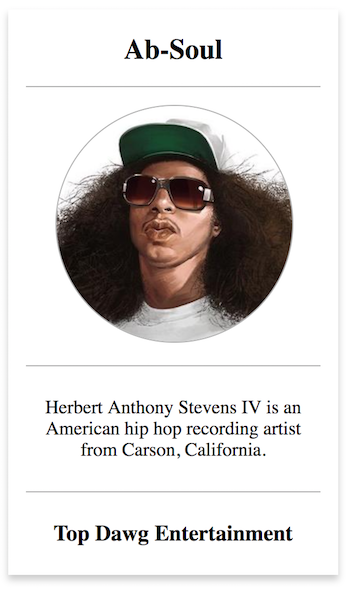 Ab-Soul
Herbert Anthony Stevens IV is an
American hip hop recording artist
from Carson, California.
Top Dawg Entertainment